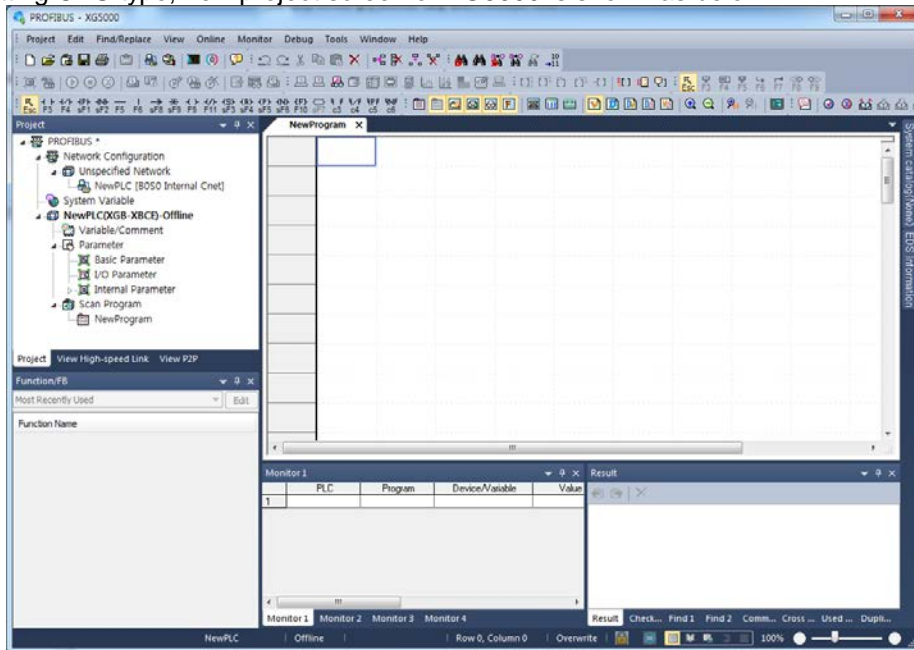 PROFIBUS - XG5000
Project Edit Find/Replace View Online Monitor Debug Tools Window Help
Project
NewProgram X
PROFIBUS *
Network Configuration
Unspecified Network
NewPLC [B0S0 Internal Cnet]
System Variable
NewPLC(XGB-XBCE)-Offline
Variable/Comment
Parameter
Basic Parameter
I/O Parameter
Internal Parameter
Scan Program
NewProgram
System catalog(None)
EDS Information
Project View High-speed Link View P2P
Function/FB
Most Recently Used Edit
Function Name
Monitor 1
PLC Program Device/Variable Value
1
Result
Monitor 1 Monitor 2 Monitor 3 Monitor 4
Result Check... Find 1 Find 2 Comm... Cross ... Used ... Dupli...
NewPLC Offline Row 0, Column 0 Overwrite 100%